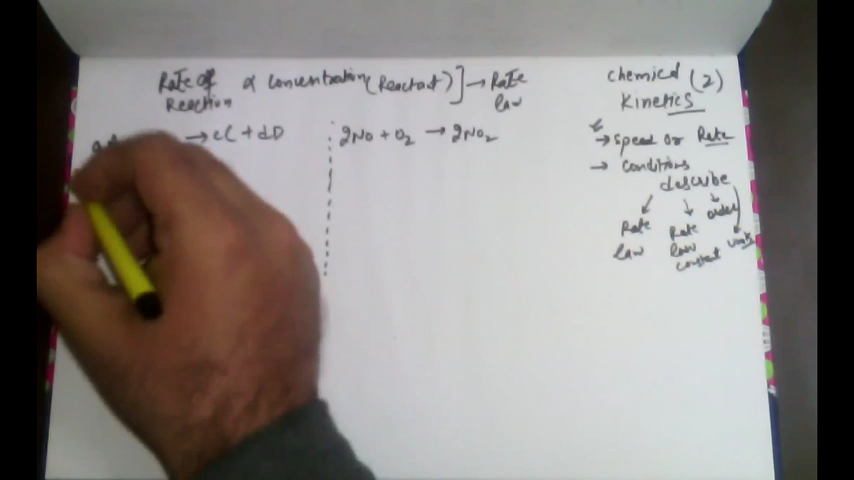 Rate of ∝ Concentration (Reactant) ] → Rate
Reaction law
→ cC + dD
2NO + O₂ → 2NO₂
Chemical (2)
Kinetics
→ Speed or Rate
→ Conditions
describe
Rate law
Rate law constant
order
units